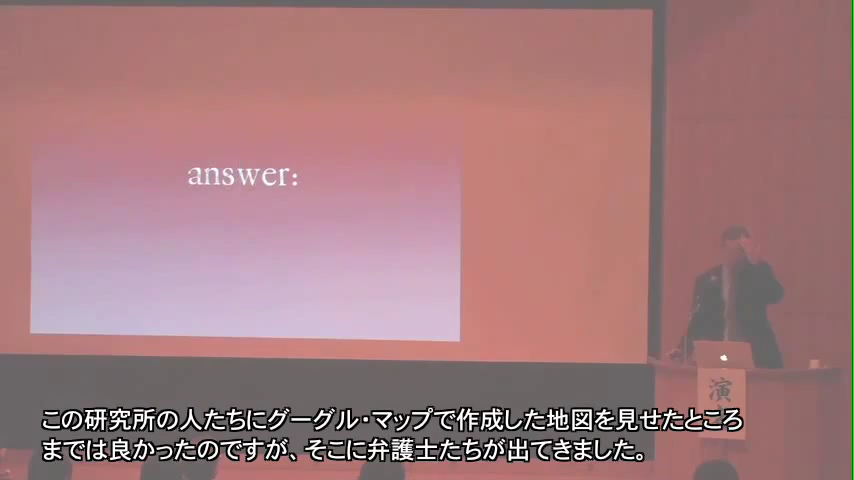 answer:
演
この研究所の人たちにグーグル・マップで作成した地図を見せたところ
までは良かったのですが、そこに弁護士たちが出てきました。